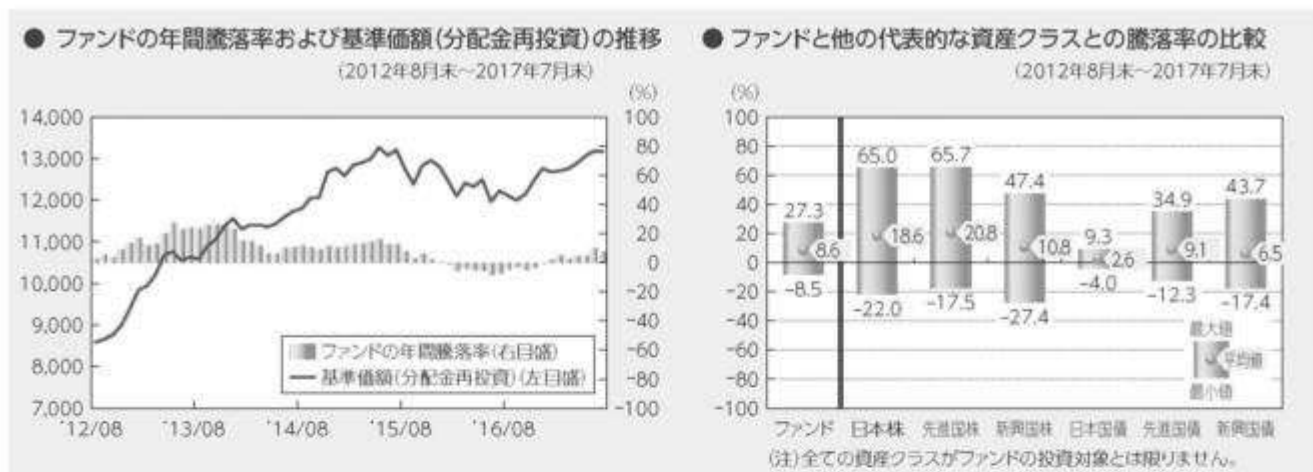 ● ファンドの年間騰落率および基準価額(分配金再投資)の推移
(2012年8月末～2017年7月末)
(%)
14,000
13,000
12,000
11,000
10,000
9,000
8,000
7,000
100
80
60
40
20
0
-20
-40
-60
-80
-100
ファンドの年間騰落率(右目盛)
基準価額(分配金再投資)(左目盛)
'12/08 '13/08 '14/08 '15/08 '16/08
● ファンドと他の代表的な資産クラスとの騰落率の比較
(2012年8月末～2017年7月末)
(%)
100
80
60
40
20
0
-20
-40
-60
-80
-100
27.3 65.0 65.7 47.4 9.3 34.9 43.7
8.6 18.6 20.8 10.8 2.6 9.1 6.5
-8.5 -22.0 -17.5 -27.4 -4.0 -12.3 -17.4
最大値
平均値
最小値
ファンド 日本株 先進国株 新興国株 日本国債 先進国債 新興国債
(注)全ての資産クラスがファンドの投資対象とは限りません。